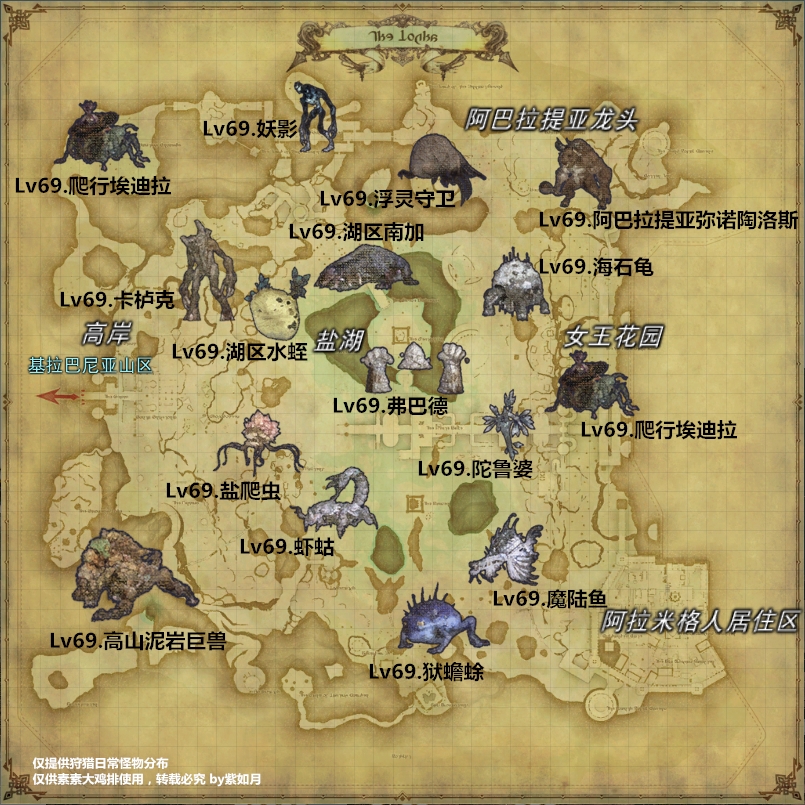 The Lochs
阿巴拉提亚龙头
Lv69.妖影
Lv69.爬行埃迪拉
Lv69.浮灵守卫
Lv69.阿巴拉提亚弥诺陶洛斯
Lv69.湖区南加
Lv69.海石龟
Lv69.卡栌克
高岸
盐湖
女王花园
Lv69.湖区水蛭
基拉巴尼亚山区
Lv69.弗巴德
Lv69.爬行埃迪拉
Lv69.陀鲁婆
Lv69.盐爬虫
Lv69.虾蛄
Lv69.魔陆鱼
阿拉米格人居住区
Lv69.高山泥岩巨兽
Lv69.狱蟾蜍
仅提供狩猎日常怪物分布
仅供素素大鸡排使用，转载必究 by紫如月